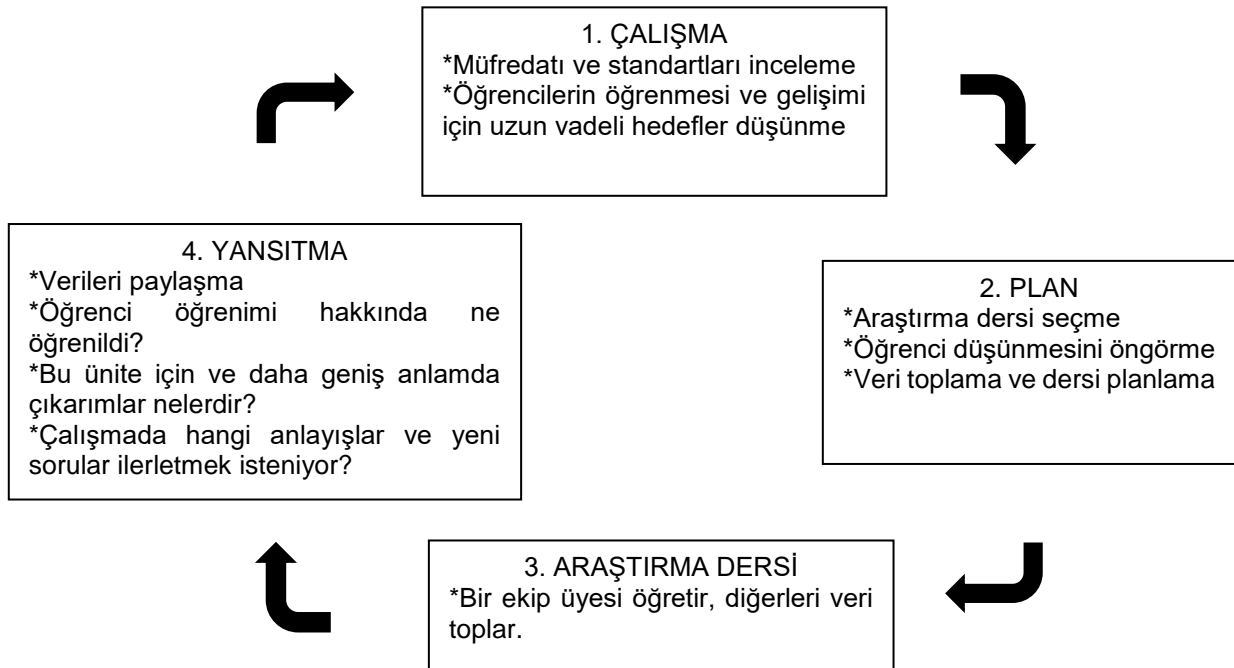 1. ÇALIŞMA
*Müfredatı ve standartları inceleme
*Öğrencilerin öğrenmesi ve gelişimi
için uzun vadeli hedefler düşünme
2. PLAN
*Araştırma dersi seçme
*Öğrenci düşünmesini öngörme
*Veri toplama ve dersi planlama
3. ARAŞTIRMA DERSİ
*Bir ekip üyesi öğretir, diğerleri veri
toplar.
4. YANSITMA
*Verileri paylaşma
*Öğrenci öğrenimi hakkında ne
öğrenildi?
*Bu ünite için ve daha geniş anlamda
çıkarımlar nelerdir?
*Çalışmada hangi anlayışlar ve yeni
sorular ilerletmek isteniyor?